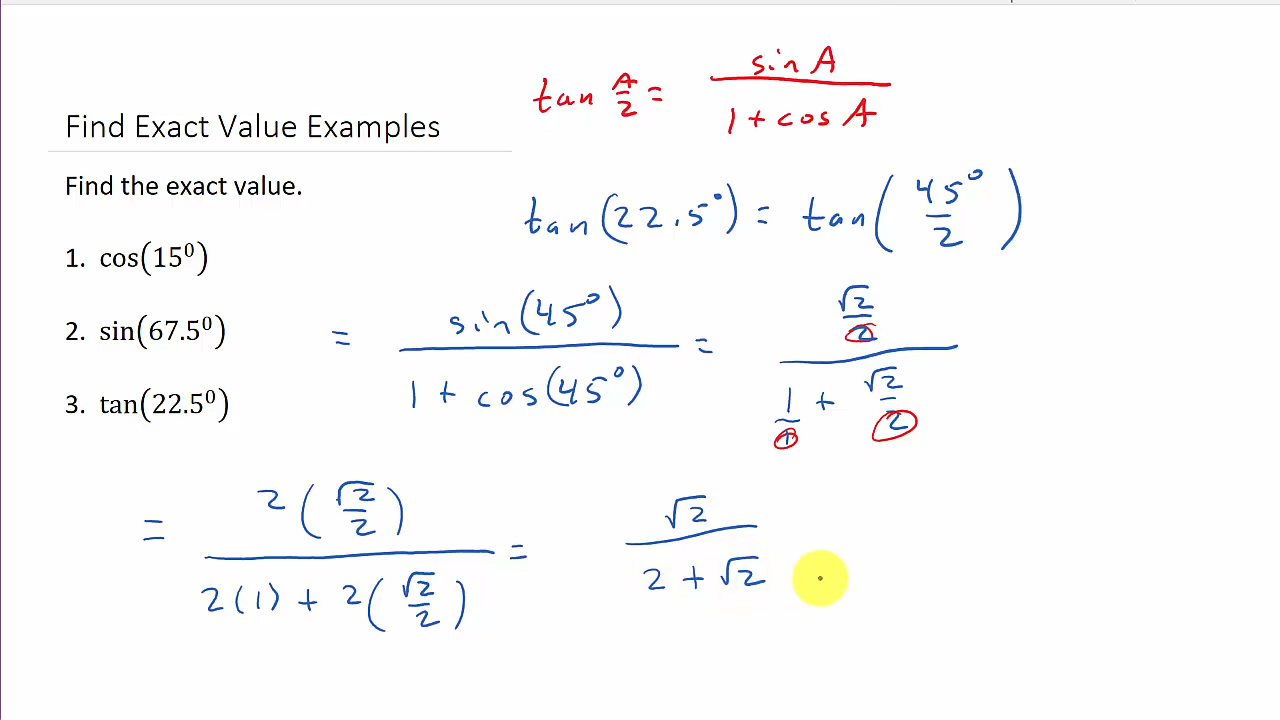 tan A/2 = sin A / (1 + cos A)
Find Exact Value Examples
Find the exact value.
tan(22.5°) = tan(45°/2)
1. cos(15⁰)
2. sin(67.5⁰)
3. tan(22.5⁰)
= sin(45°) / (1 + cos(45°)) = (√2/2) / (1/1 + √2/2)
= 2(√2/2) / (2(1) + 2(√2/2)) = √2 / (2 + √2)